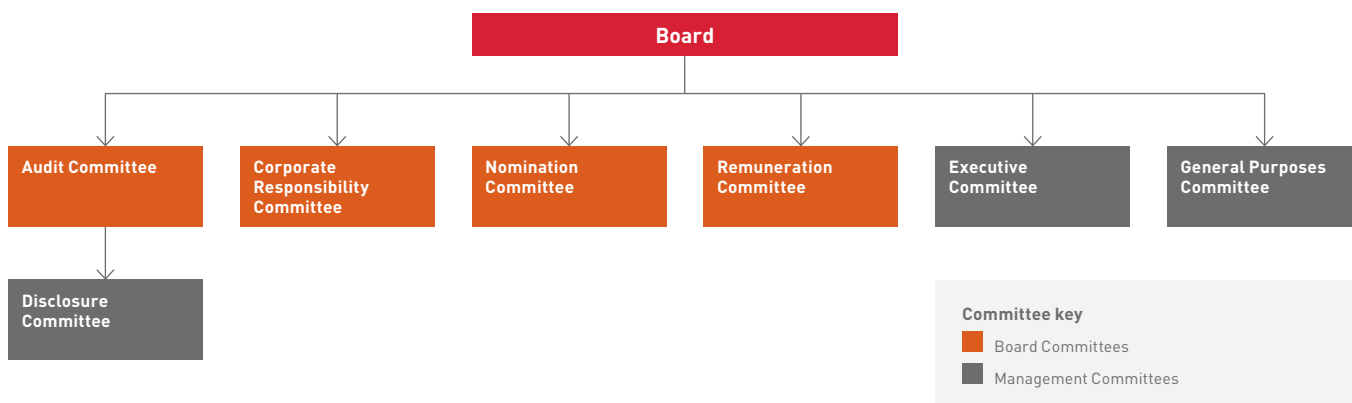 Board
Audit Committee
Corporate
Responsibility
Committee
Nomination
Committee
Remuneration
Committee
Executive
Committee
General Purposes
Committee
Disclosure
Committee
Committee key
Board Committees
Management Committees